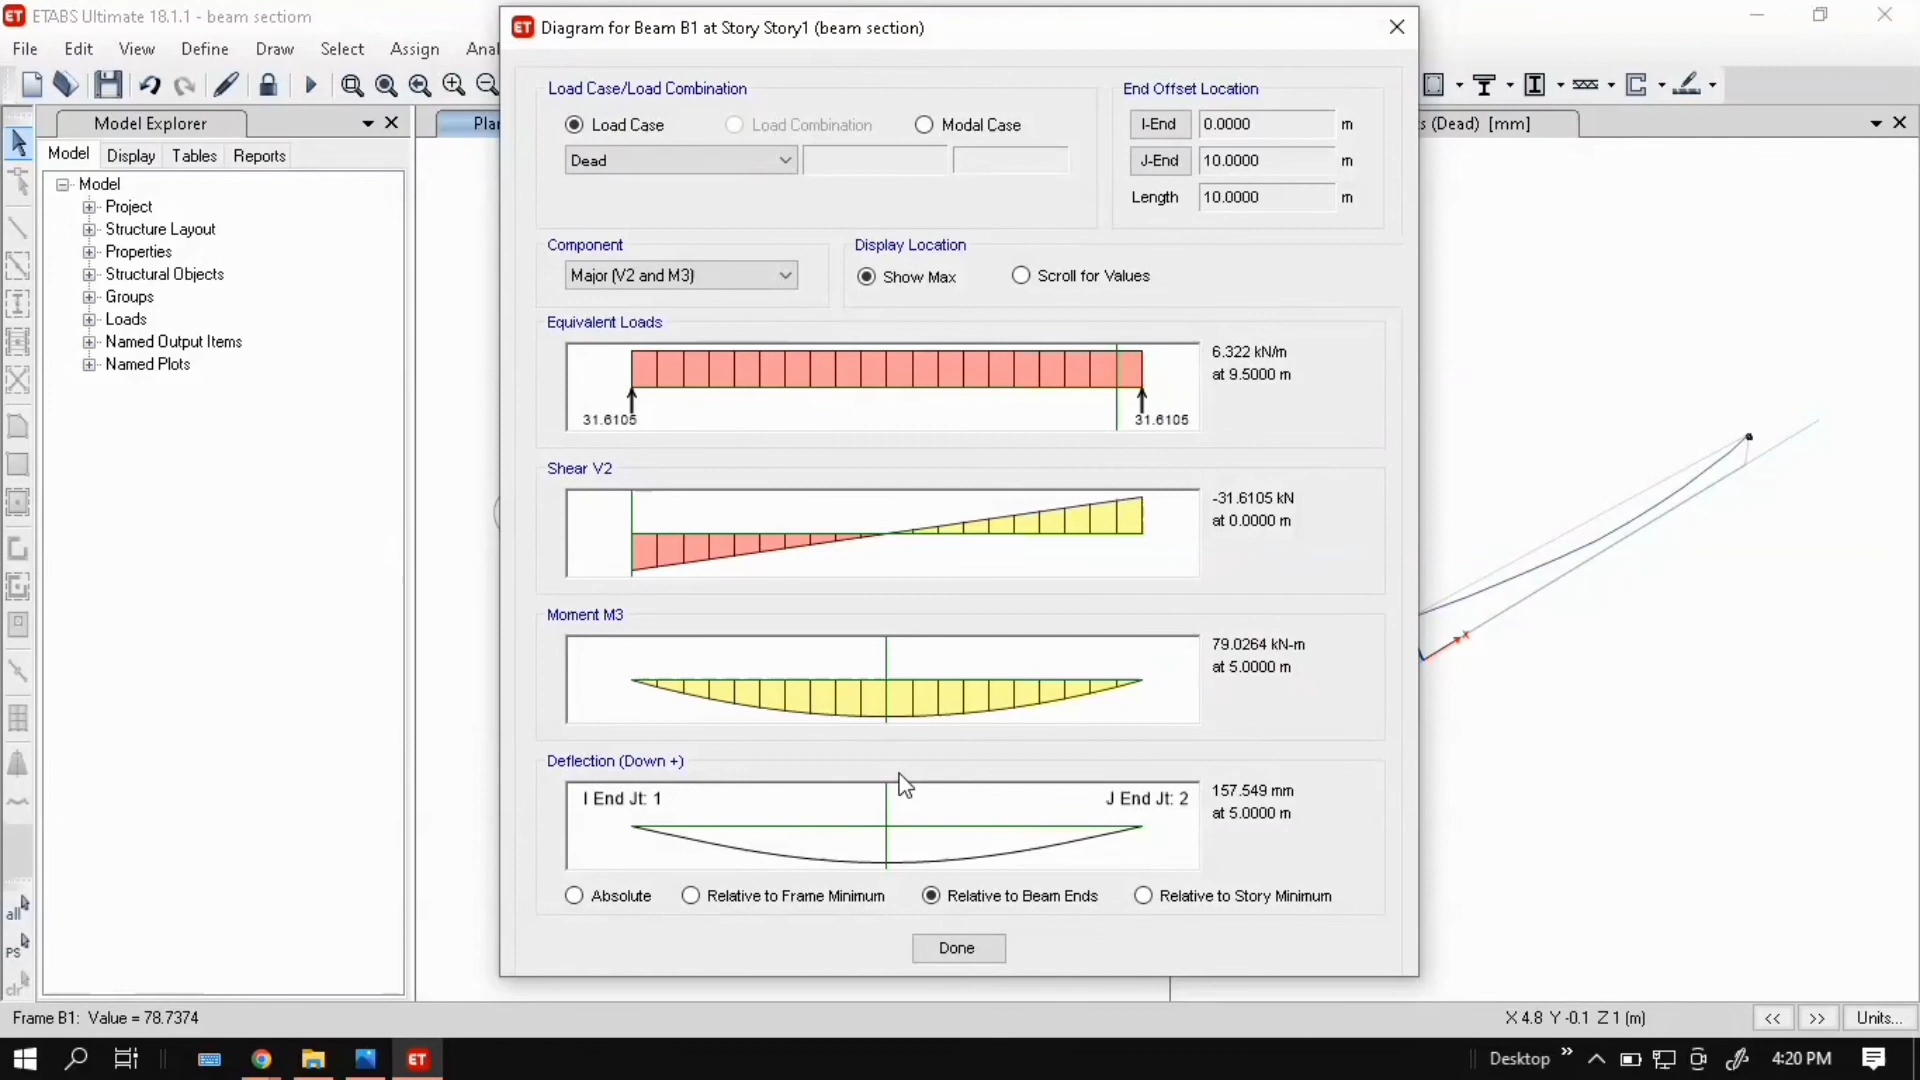 ETABS Ultimate 18.1.1 - beam section
File Edit View Define Draw Select Assign
Diagram for Beam B1 at Story Story1 (beam section)
Model Explorer
Model Display Tables Reports
Model
Project
Structure Layout
Properties
Structural Objects
Groups
Loads
Named Output Items
Named Plots
(Dead) [mm]
Load Case/Load Combination
Load Case Load Combination Modal Case
Dead
End Offset Location
I-End 0.0000 m
J-End 10.0000 m
Length 10.0000 m
Component
Major (V2 and M3)
Display Location
Show Max Scroll for Values
Equivalent Loads
31.6105 31.6105
6.322 kN/m
at 9.5000 m
Shear V2
-31.6105 kN
at 0.0000 m
Moment M3
79.0264 kN-m
at 5.0000 m
Deflection (Down +)
I End Jt: 1 J End Jt: 2
157.549 mm
at 5.0000 m
Absolute Relative to Frame Minimum Relative to Beam Ends Relative to Story Minimum
Done
X
all
PS
clr
Frame B1: Value = 78.7374
X 4.8 Y -0.1 Z 1 (m)
<< >> Units...
ET
Desktop
4:20 PM